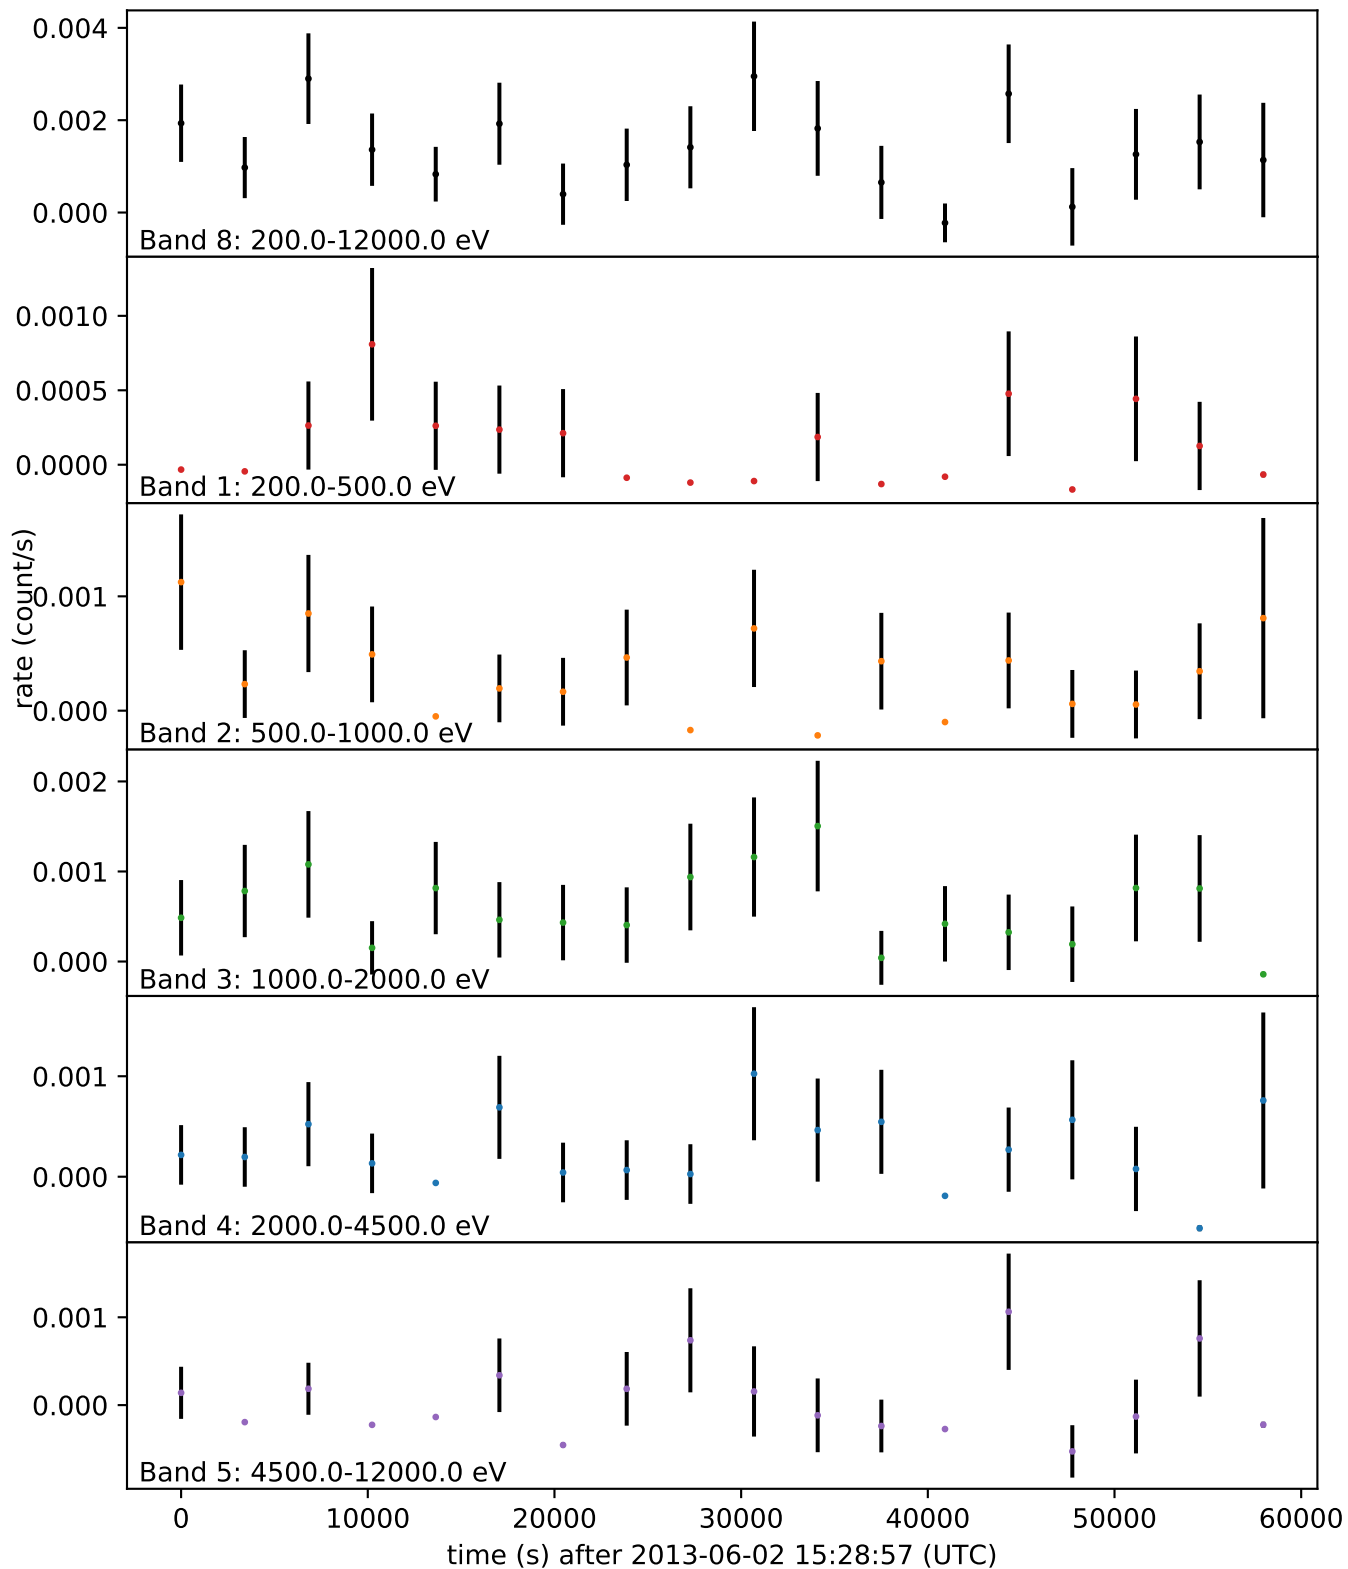 0.004
0.002
0.000
Band 8: 200.0-12000.0 eV
0.0010
0.0005
0.0000
Band 1: 200.0-500.0 eV
rate (count/s)
0.001
0.000
Band 2: 500.0-1000.0 eV
0.002
0.001
0.000
Band 3: 1000.0-2000.0 eV
0.001
0.000
Band 4: 2000.0-4500.0 eV
0.001
0.000
Band 5: 4500.0-12000.0 eV
0 10000 20000 30000 40000 50000 60000
time (s) after 2013-06-02 15:28:57 (UTC)